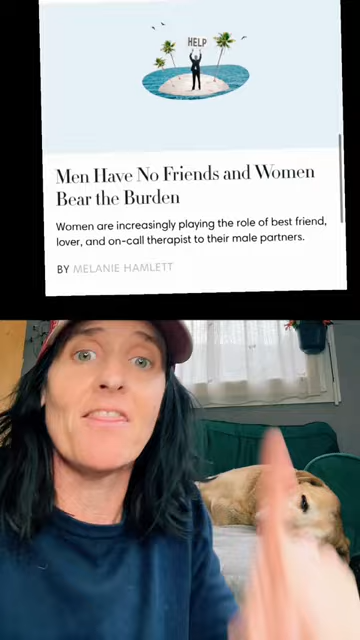 HELP
Men Have No Friends and Women
Bear the Burden
Women are increasingly playing the role of best friend,
lover, and on-call therapist to their male partners.
BY MELANIE HAMLETT